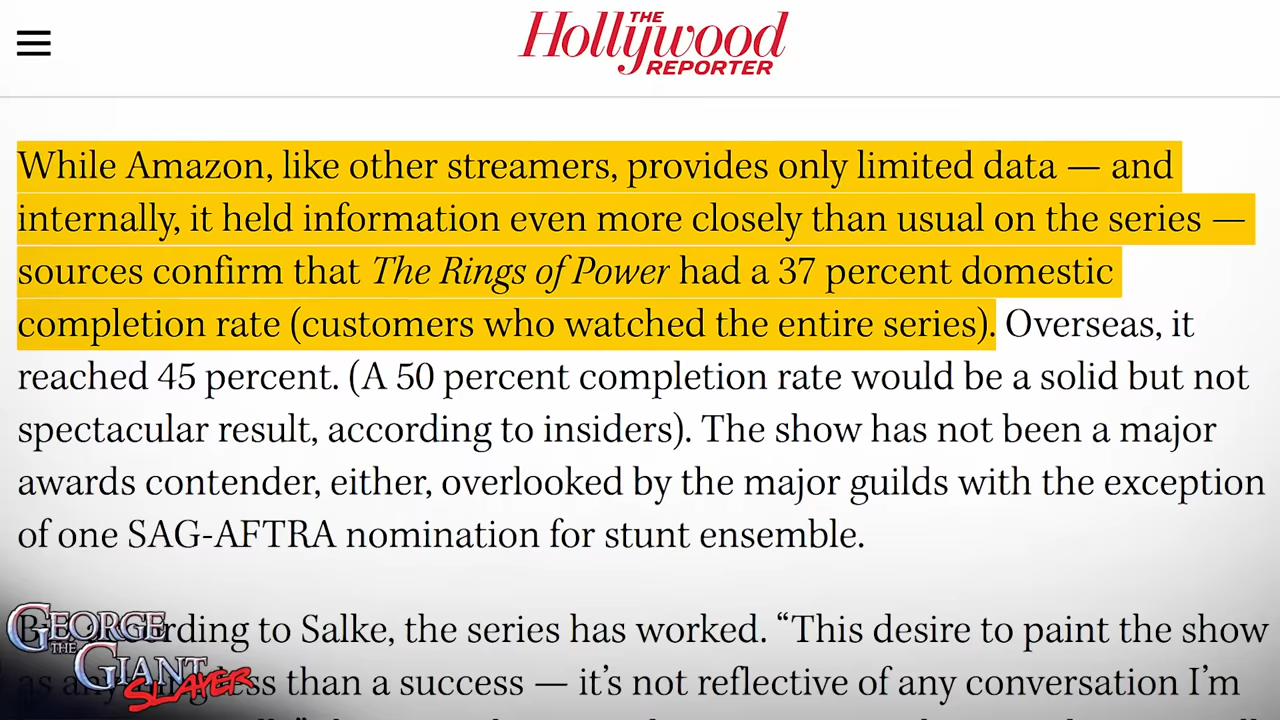 THE
Hollywood
REPORTER
While Amazon, like other streamers, provides only limited data — and
internally, it held information even more closely than usual on the series —
sources confirm that The Rings of Power had a 37 percent domestic
completion rate (customers who watched the entire series). Overseas, it
reached 45 percent. (A 50 percent completion rate would be a solid but not
spectacular result, according to insiders). The show has not been a major
awards contender, either, overlooked by the major guilds with the exception
of one SAG-AFTRA nomination for stunt ensemble.
to Salke, the series has worked. “This desire to paint the show
than a success — it’s not reflective of any conversation I’m
GEORGE
THE
GIANT
SLAYER